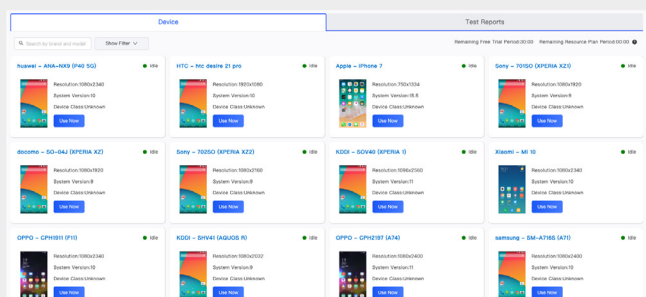 Device
Test Reports
Search by brand and model
Show Filter
Remaining Free Trial Period:00:00 Remaining Resource Plan Period:00:00
huawei - ANA-NX9 (P40 5G) Idle
Resolution:1080x2340
System Version:10
Device Class:Unknown
Use Now
HTC - htc desire 21 pro Idle
Resolution:1920x1080
System Version:10
Device Class:Unknown
Use Now
Apple - iPhone 7 Idle
Resolution:750x1334
System Version:15.8
Device Class:Unknown
Use Now
Sony - 701SO (XPERIA XZ1) Idle
Resolution:1080x1920
System Version:9
Device Class:Unknown
Use Now
docomo - SO-04J (XPERIA XZ) Idle
Resolution:1080x1920
System Version:9
Device Class:Unknown
Use Now
Sony - 702SO (XPERIA XZ2) Idle
Resolution:1080x2160
System Version:9
Device Class:Unknown
Use Now
KDDI - SOV40 (XPERIA 1) Idle
Resolution:1096x2560
System Version:11
Device Class:Unknown
Use Now
Xiaomi - MI 10 Idle
Resolution:1080x2340
System Version:10
Device Class:Unknown
Use Now
OPPO - CPH1911 (F11) Idle
Resolution:1080x2340
System Version:10
Device Class:Unknown
Use Now
KDDI - SHV41 (AQUOS R) Idle
Resolution:1080x2032
System Version:9
Device Class:Unknown
Use Now
OPPO - CPH2197 (A74) Idle
Resolution:1080x2400
System Version:11
Device Class:Unknown
Use Now
samsung - SM-A716S (A71) Idle
Resolution:1080x2400
System Version:10
Device Class:Unknown
Use Now